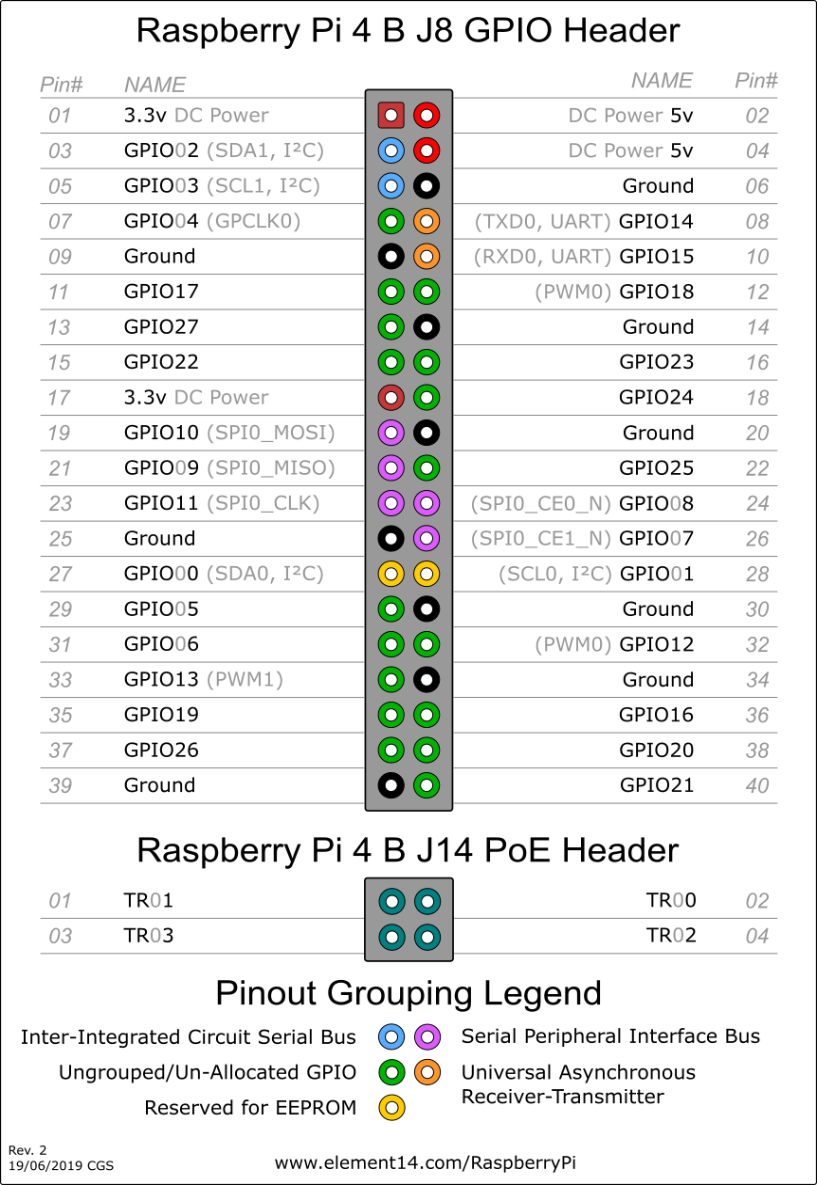 Raspberry Pi 4 B J8 GPIO Header
Pin# NAME NAME Pin#
01 3.3v DC Power DC Power 5v 02
03 GPIO02 (SDA1, I²C) DC Power 5v 04
05 GPIO03 (SCL1, I²C) Ground 06
07 GPIO04 (GPCLK0) (TXD0, UART) GPIO14 08
09 Ground (RXD0, UART) GPIO15 10
11 GPIO17 (PWM0) GPIO18 12
13 GPIO27 Ground 14
15 GPIO22 GPIO23 16
17 3.3v DC Power GPIO24 18
19 GPIO10 (SPI0_MOSI) Ground 20
21 GPIO09 (SPI0_MISO) GPIO25 22
23 GPIO11 (SPI0_CLK) (SPI0_CE0_N) GPIO08 24
25 Ground (SPI0_CE1_N) GPIO07 26
27 GPIO00 (SDA0, I²C) (SCL0, I²C) GPIO01 28
29 GPIO05 Ground 30
31 GPIO06 (PWM0) GPIO12 32
33 GPIO13 (PWM1) Ground 34
35 GPIO19 GPIO16 36
37 GPIO26 GPIO20 38
39 Ground GPIO21 40
Raspberry Pi 4 B J14 PoE Header
01 TR01 TR00 02
03 TR03 TR02 04
Pinout Grouping Legend
Inter-Integrated Circuit Serial Bus Serial Peripheral Interface Bus
Ungrouped/Un-Allocated GPIO Universal Asynchronous
Receiver-Transmitter
Reserved for EEPROM
Rev. 2
19/06/2019 CGS
www.element14.com/RaspberryPi